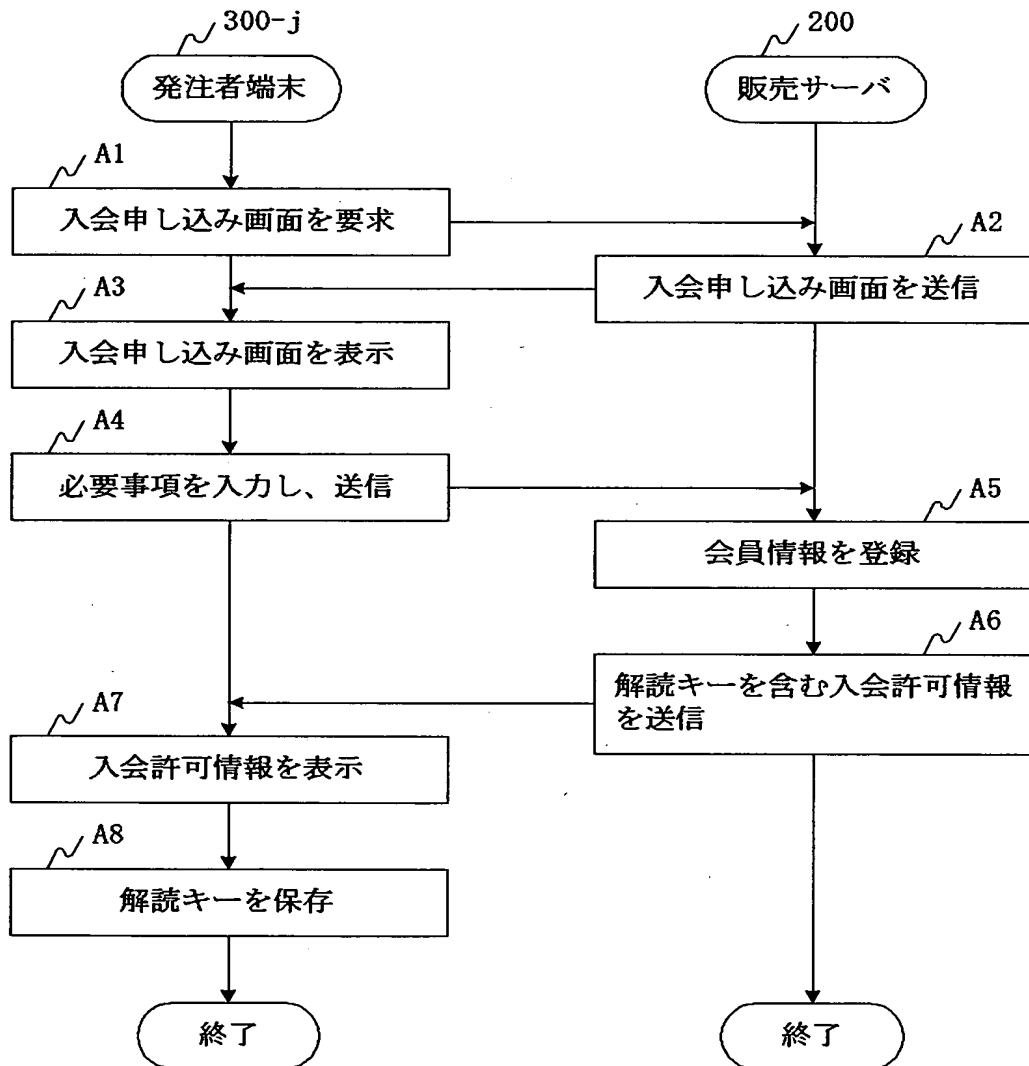 300-j
200
発注者端末
販売サーバ
A1
入会申し込み画面を要求
A2
入会申し込み画面を送信
A3
入会申し込み画面を表示
A4
必要事項を入力し、送信
A5
会員情報を登録
A6
解読キーを含む入会許可情報
を送信
A7
入会許可情報を表示
A8
解読キーを保存
終了
終了